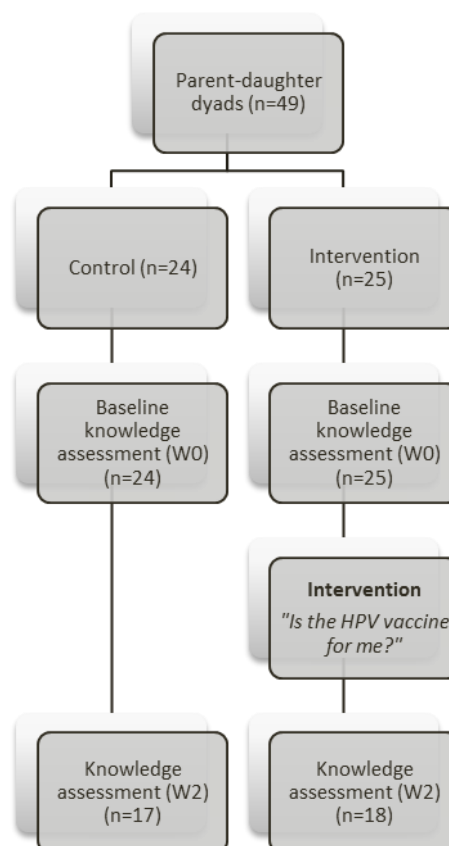 Parent-daughter
dyads (n=49)
Control (n=24)
Intervention
(n=25)
Baseline
knowledge
assessment (W0)
(n=24)
Baseline
knowledge
assessment (W0)
(n=25)
Intervention
"Is the HPV vaccine
for me?"
Knowledge
assessment (W2)
(n=17)
Knowledge
assessment (W2)
(n=18)